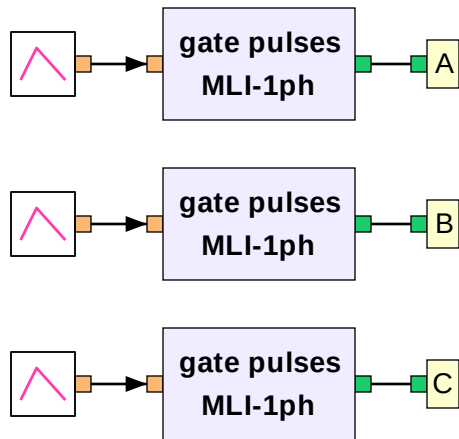 gate pulses
MLI-1ph
A
gate pulses
MLI-1ph
B
gate pulses
MLI-1ph
C